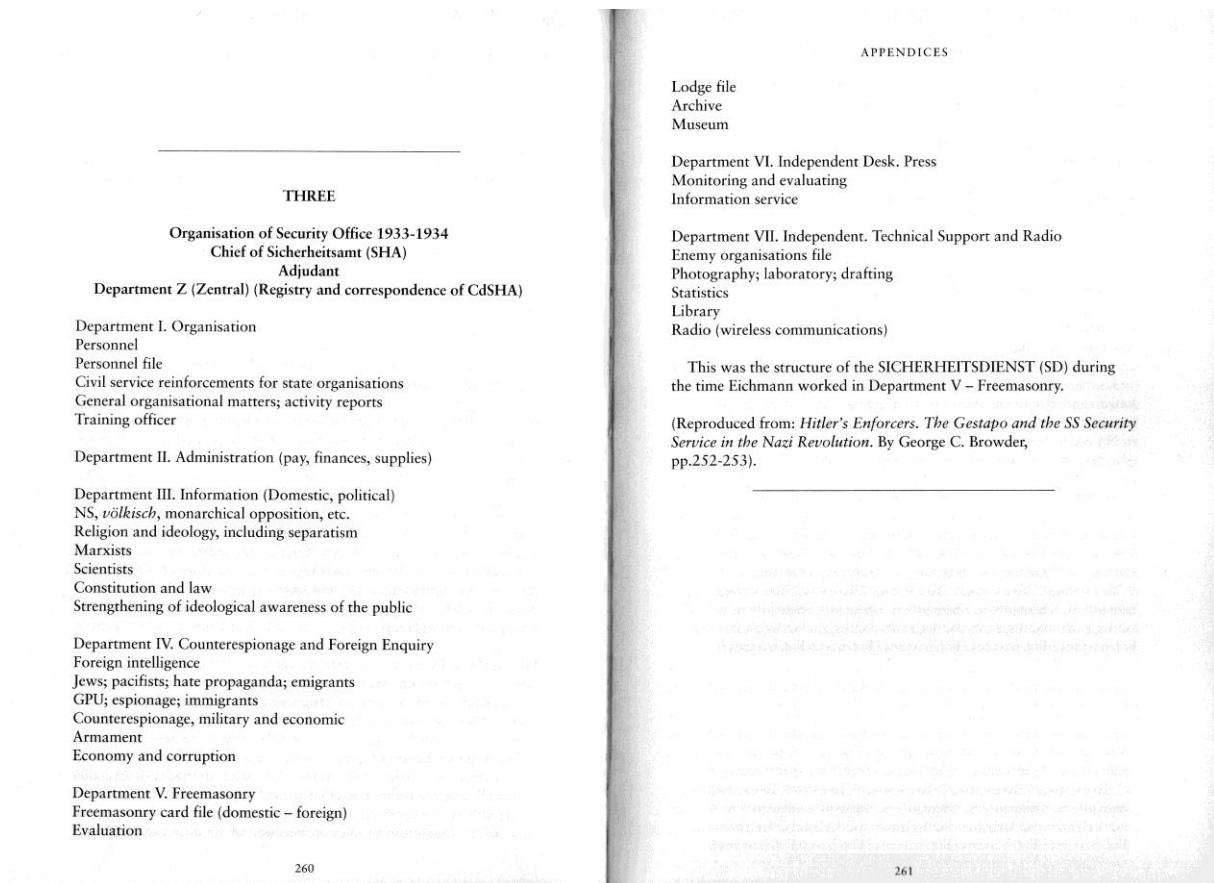 THREE
Organisation of Security Office 1933-1934
Chief of Sicherheitsamt (SHA)
Adjudant
Department Z (Zentral) (Registry and correspondence of CdSHA)
Department I. Organisation
Personnel
Personnel file
Civil service reinforcements for state organisations
General organisational matters; activity reports
Training officer
Department II. Administration (pay, finances, supplies)
Department III. Information (Domestic, political)
NS, völkisch, monarchical opposition, etc.
Religion and ideology, including separatism
Marxists
Scientists
Constitution and law
Strengthening of ideological awareness of the public
Department IV. Counterespionage and Foreign Enquiry
Foreign intelligence
Jews; pacifists; hate propaganda; emigrants
GPU; espionage; immigrants
Counterespionage, military and economic
Armament
Economy and corruption
Department V. Freemasonry
Freemasonry card file (domestic – foreign)
Evaluation
260
APPENDICES
Lodge file
Archive
Museum
Department VI. Independent Desk. Press
Monitoring and evaluating
Information service
Department VII. Independent. Technical Support and Radio
Enemy organisations file
Photography; laboratory; drafting
Statistics
Library
Radio (wireless communications)
This was the structure of the SICHERHEITSDIENST (SD) during
the time Eichmann worked in Department V – Freemasonry.
(Reproduced from: Hitler's Enforcers. The Gestapo and the SS Security
Service in the Nazi Revolution. By George C. Browder,
pp.252-253).
261